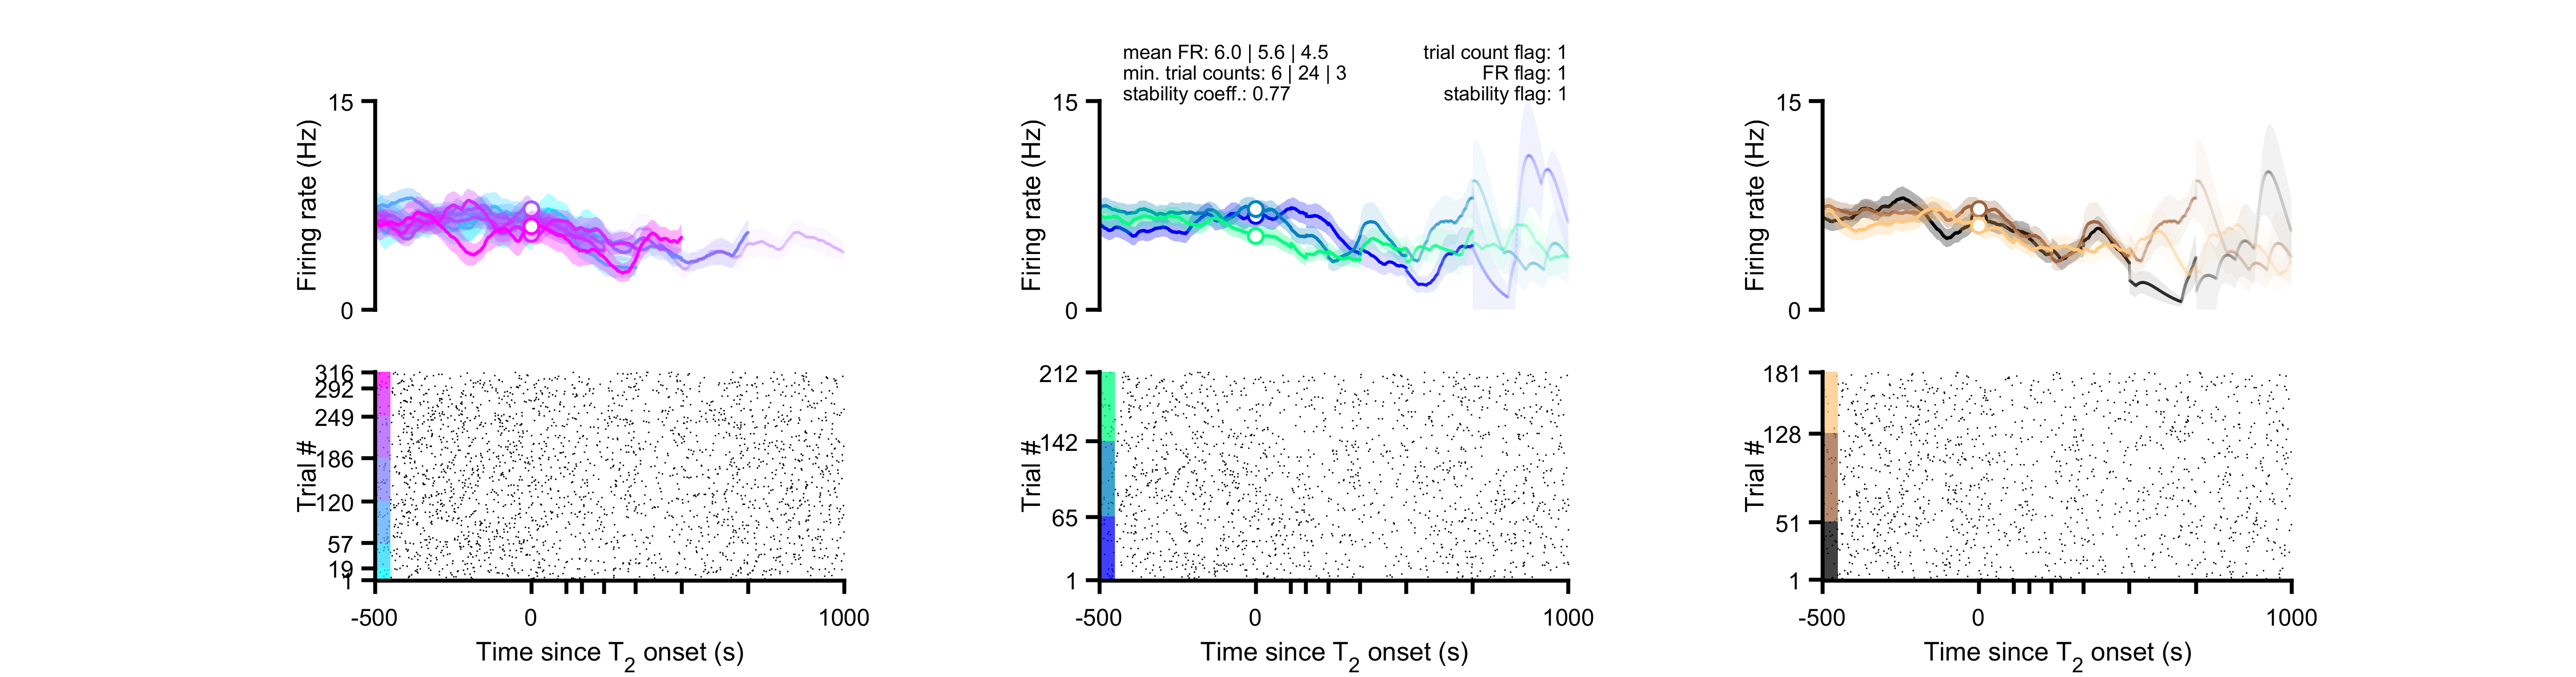 mean FR: 6.0 | 5.6 | 4.5
min. trial counts: 6 | 24 | 3
stability coeff.: 0.77
trial count flag: 1
FR flag: 1
stability flag: 1
15
Firing rate (Hz)
0
15
Firing rate (Hz)
0
15
Firing rate (Hz)
0
316
292
249
186
120
57
19
1
Trial #
-500
0
1000
Time since T2 onset (s)
212
142
65
1
Trial #
-500
0
1000
Time since T2 onset (s)
181
128
51
1
Trial #
-500
0
1000
Time since T2 onset (s)